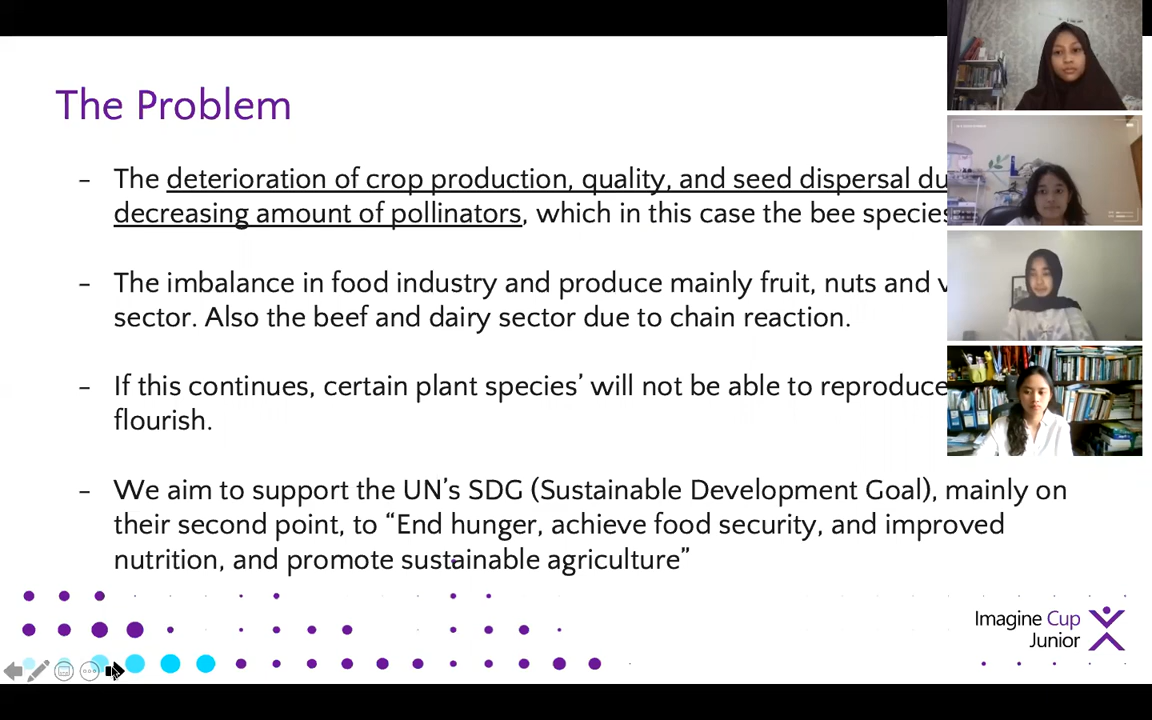 The Problem
– The deterioration of crop production, quality, and seed dispersal
decreasing amount of pollinators, which in this case the bee species
– The imbalance in food industry and produce mainly fruit, nuts and
sector. Also the beef and dairy sector due to chain reaction.
– If this continues, certain plant species’ will not be able to reproduce
flourish.
– We aim to support the UN’s SDG (Sustainable Development Goal), mainly on
their second point, to “End hunger, achieve food security, and improved
nutrition, and promote sustainable agriculture”
Imagine Cup
Junior